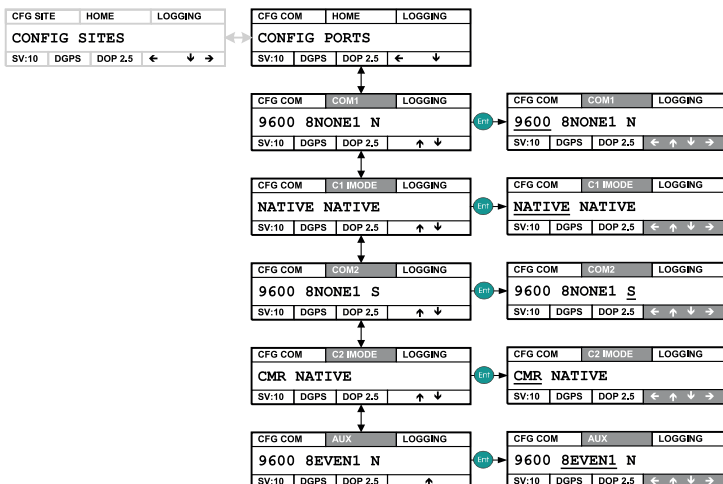 CFG SITE HOME LOGGING
CONFIG SITES
SV:10 DGPS DOP 2.5 ← ↓ →
CFG COM HOME LOGGING
CONFIG PORTS
SV:10 DGPS DOP 2.5 ← ↓
CFG COM COM1 LOGGING
9600 8NONE1 N
SV:10 DGPS DOP 2.5 ↑ ↓
Ent
CFG COM COM1 LOGGING
9600 8NONE1 N
SV:10 DGPS DOP 2.5 ← ↑ ↓ →
CFG COM C1 IMODE LOGGING
NATIVE NATIVE
SV:10 DGPS DOP 2.5 ↑ ↓
Ent
CFG COM C1 IMODE LOGGING
NATIVE NATIVE
SV:10 DGPS DOP 2.5 ← ↑ ↓ →
CFG COM COM2 LOGGING
9600 8NONE1 S
SV:10 DGPS DOP 2.5 ↑ ↓
Ent
CFG COM COM2 LOGGING
9600 8NONE1 S
SV:10 DGPS DOP 2.5 ← ↑ ↓ →
CFG COM C2 IMODE LOGGING
CMR NATIVE
SV:10 DGPS DOP 2.5 ↑ ↓
Ent
CFG COM C2 IMODE LOGGING
CMR NATIVE
SV:10 DGPS DOP 2.5 ← ↑ ↓ →
CFG COM AUX LOGGING
9600 8EVEN1 N
SV:10 DGPS DOP 2.5 ↑
Ent
CFG COM AUX LOGGING
9600 8EVEN1 N
SV:10 DGPS DOP 2.5 ← ↑ ↓ →